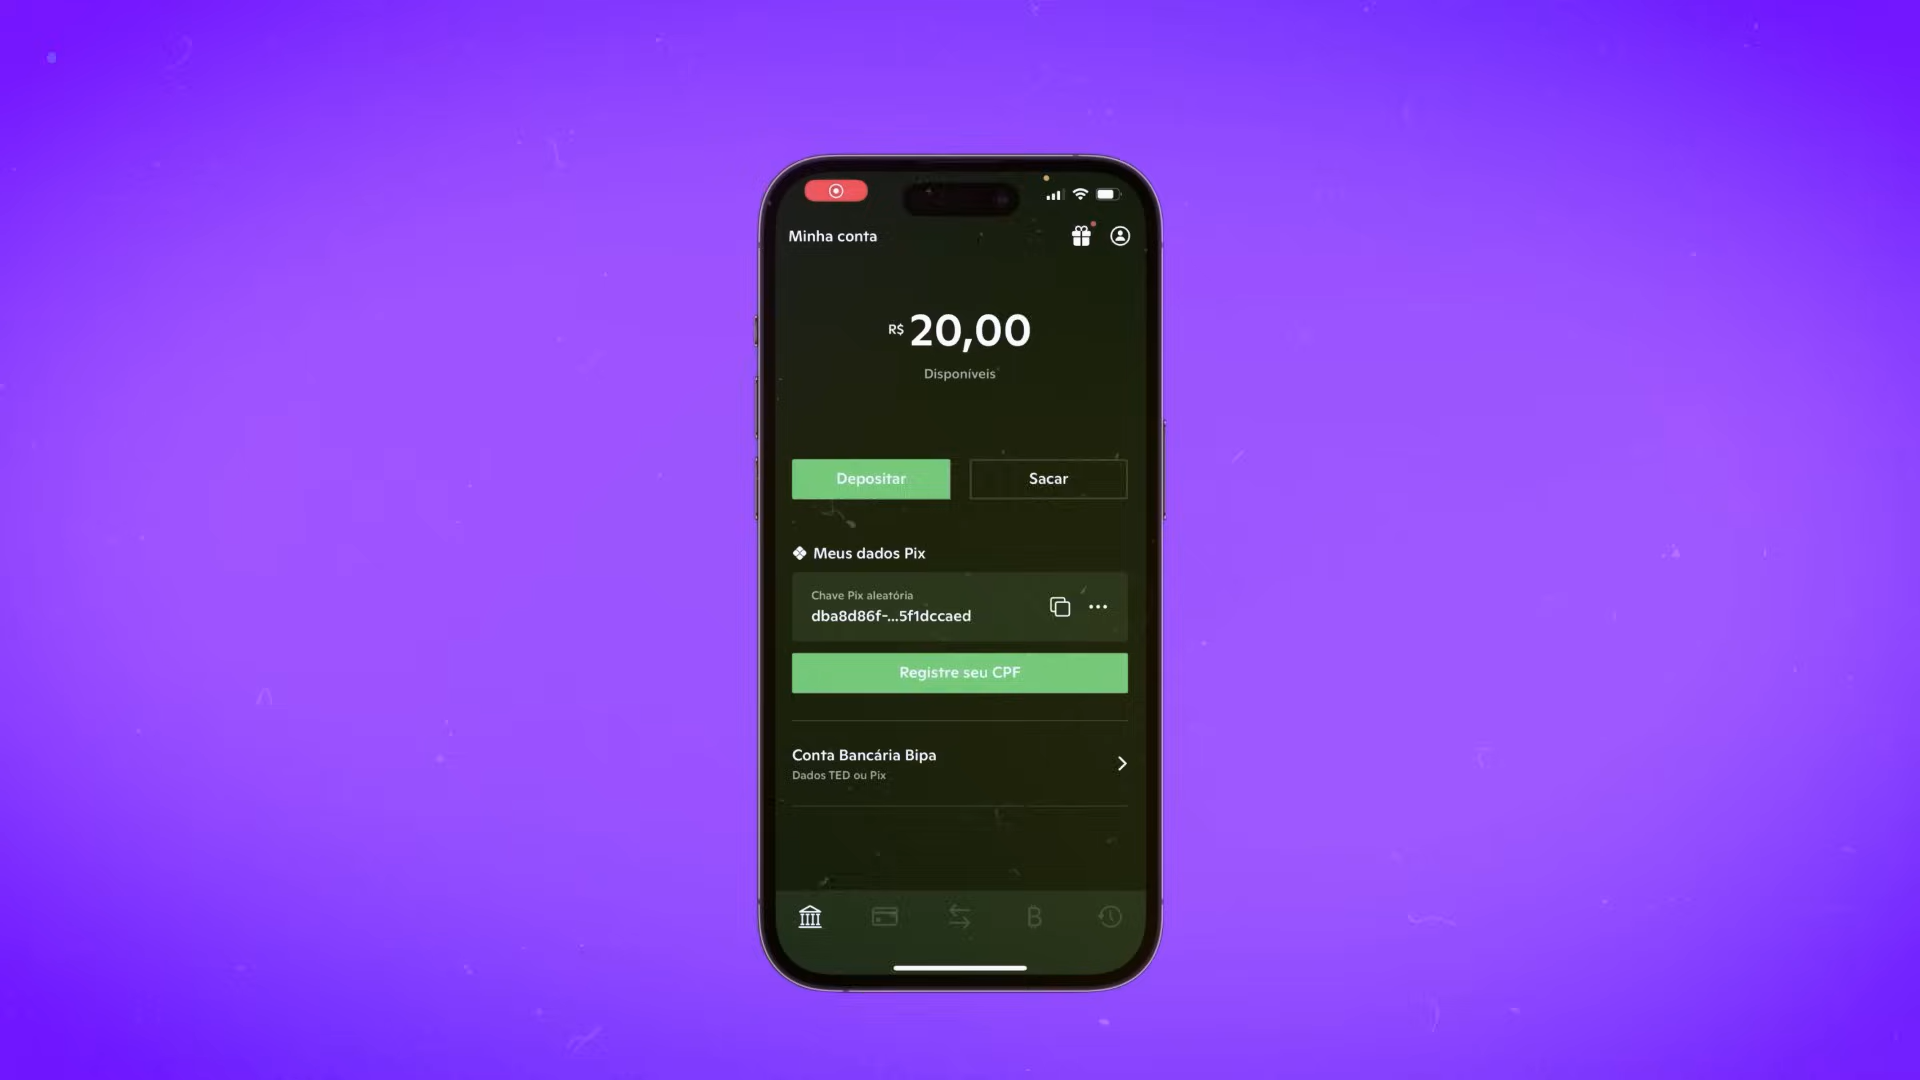 Minha conta
R$ 20,00
Disponíveis
Depositar
Sacar
Meus dados Pix
Chave Pix aleatória
dba8d86f-...5f1dccaed
Registre seu CPF
Conta Bancária Bipa
Dados TED ou Pix